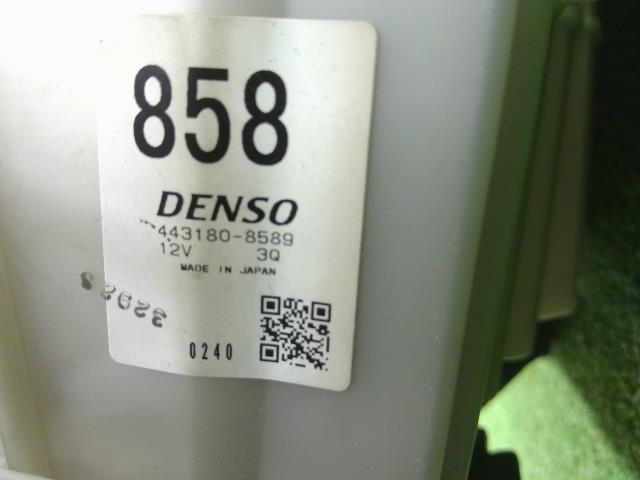 858
DENSO
443180-8589
12V 3Q
MADE IN JAPAN
0240